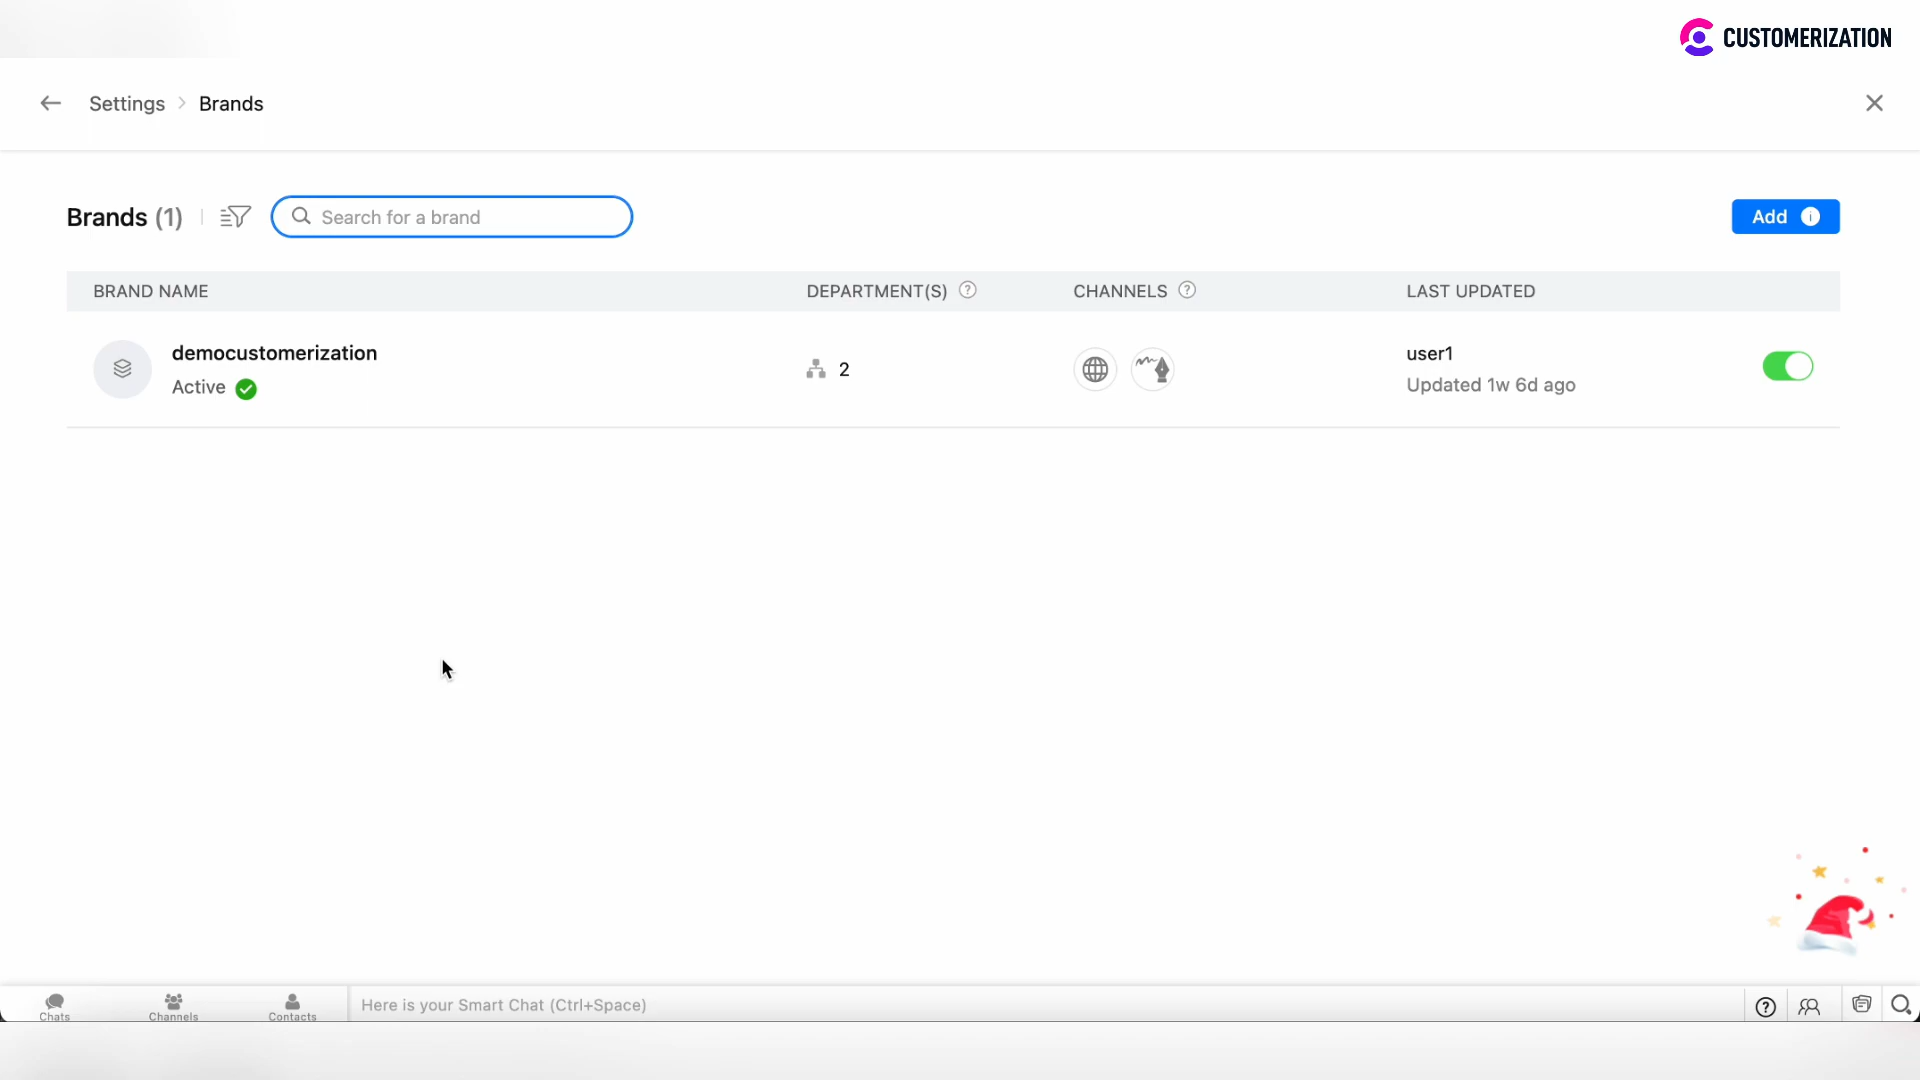 CUSTOMERIZATION
Settings > Brands
Brands (1)
Search for a brand
Add
BRAND NAME DEPARTMENT(S) CHANNELS LAST UPDATED
democustomerization
Active
2
user1
Updated 1w 6d ago
Chats Channels Contacts Here is your Smart Chat (Ctrl+Space)